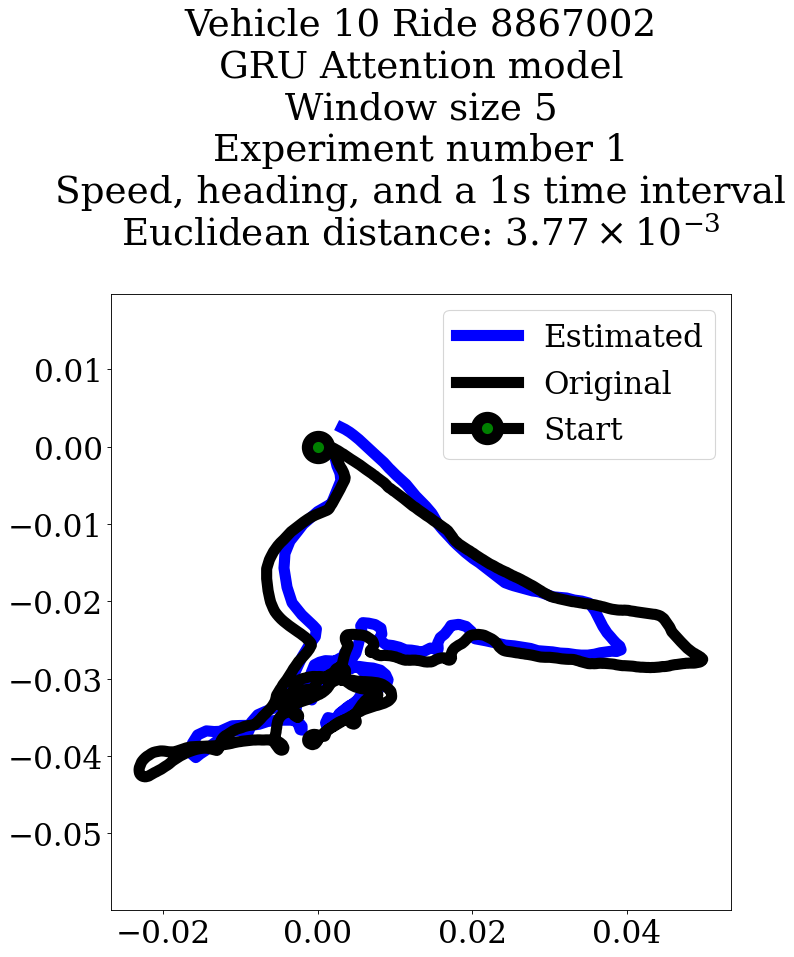 Vehicle 10 Ride 8867002
GRU Attention model
Window size 5
Experiment number 1
Speed, heading, and a 1s time interval
Euclidean distance: 3.77 × 10⁻³
Estimated
Original
Start
0.01
0.00
−0.01
−0.02
−0.03
−0.04
−0.05
−0.02 0.00 0.02 0.04